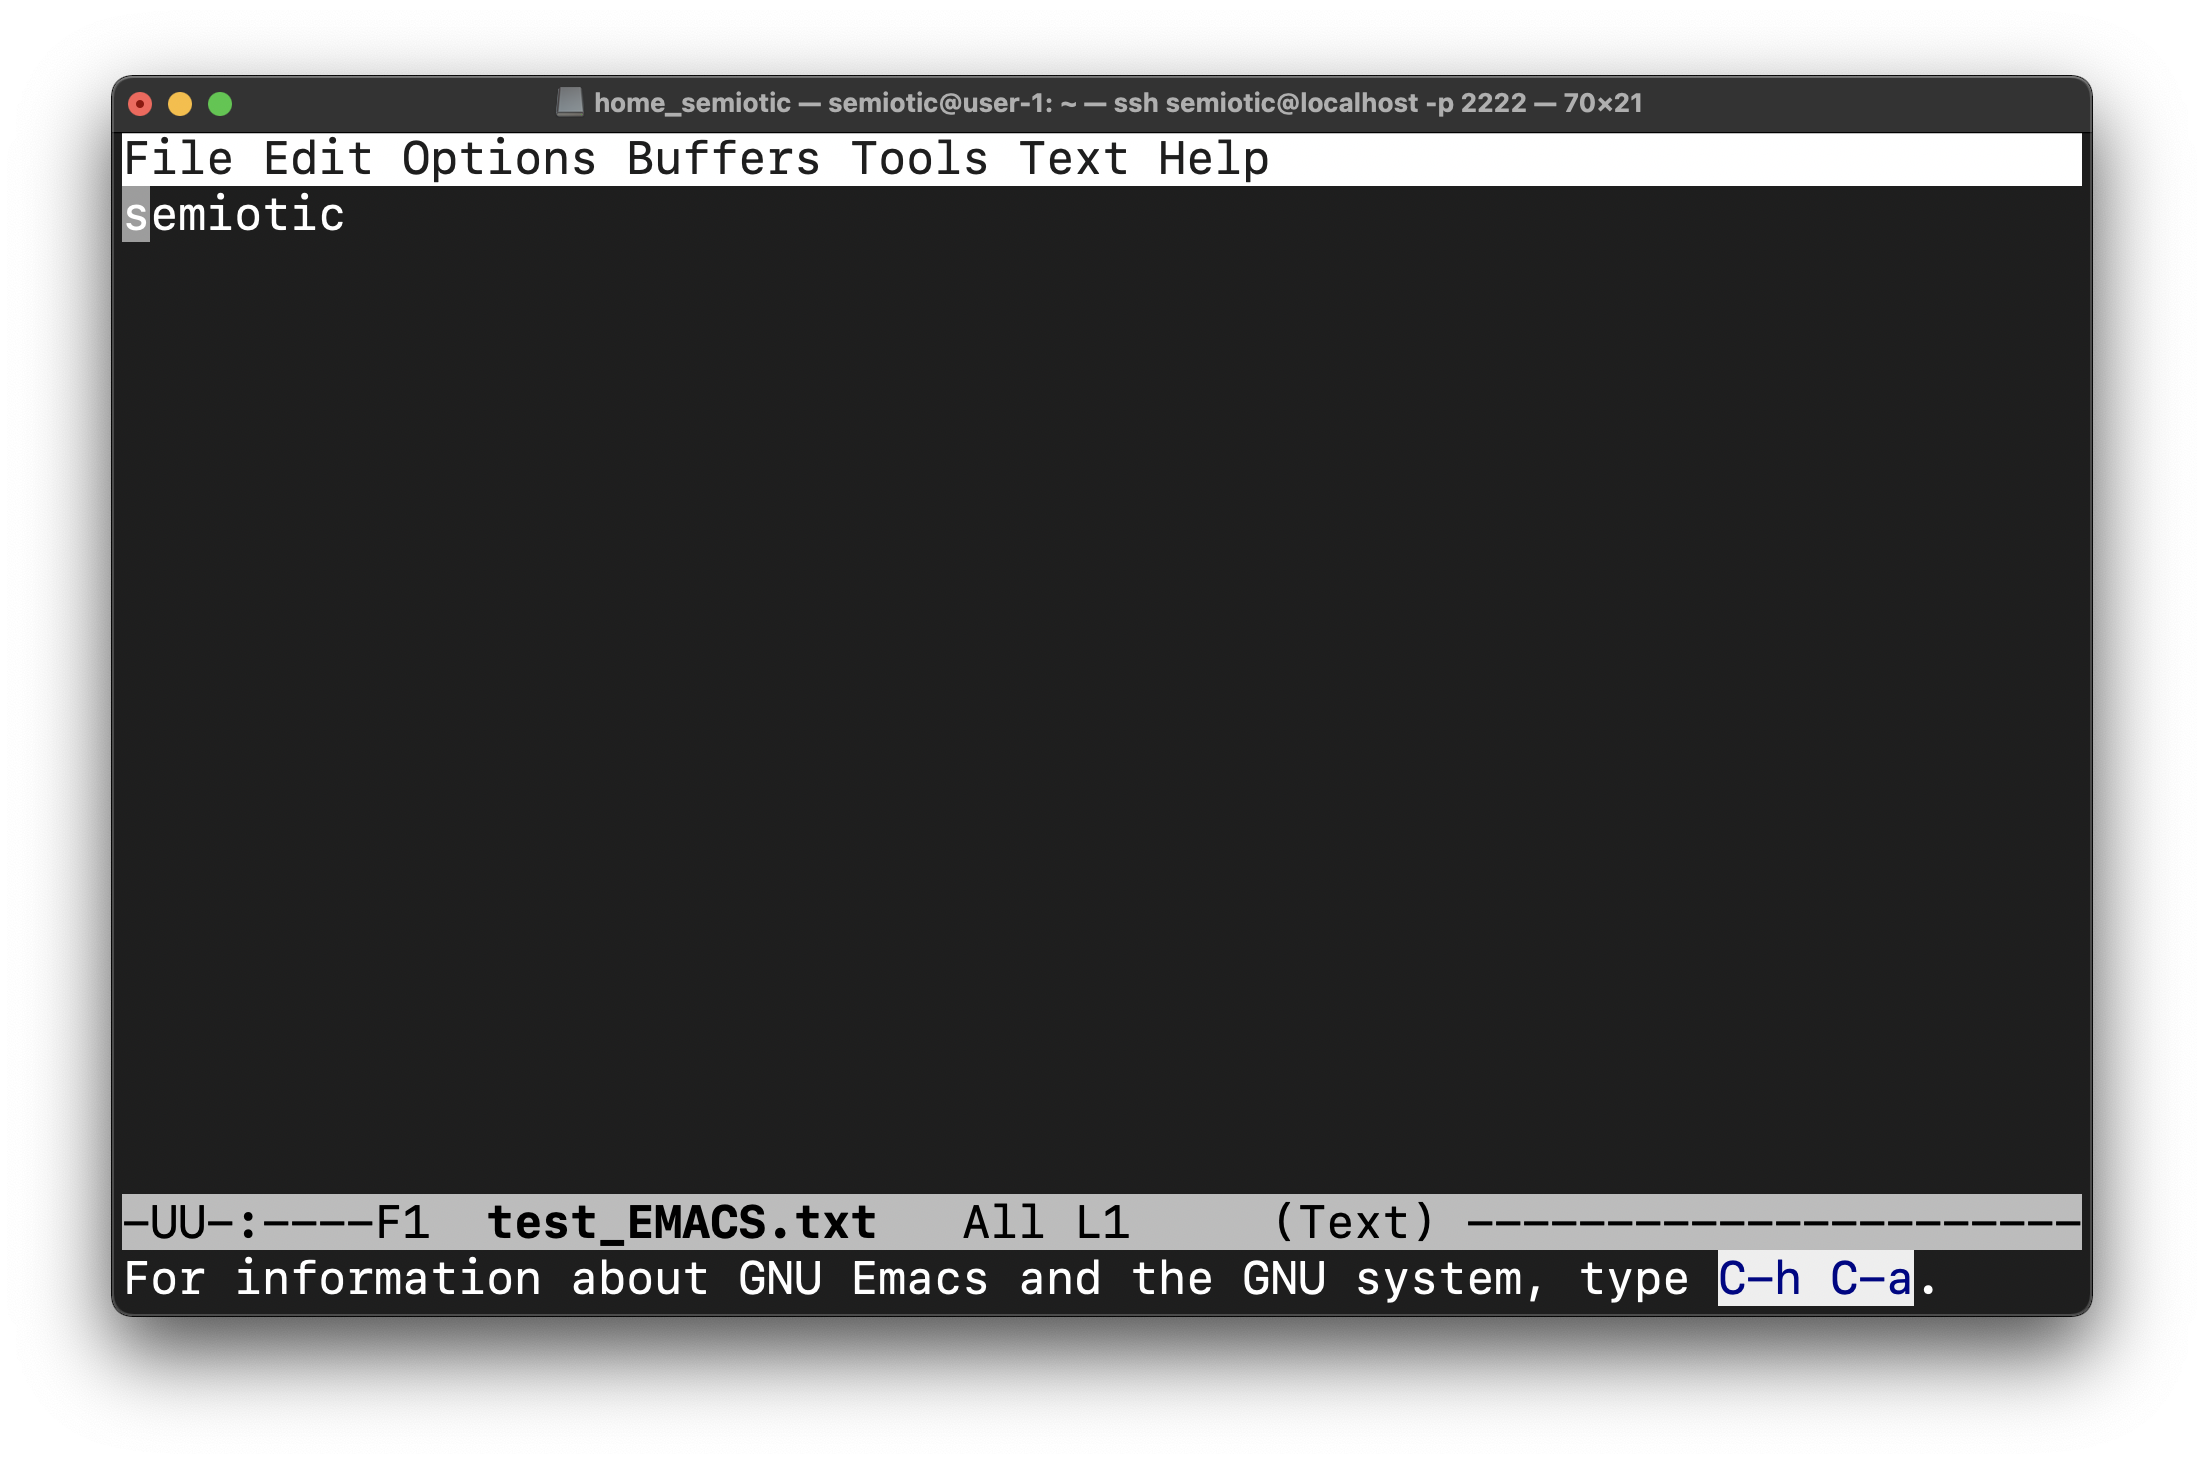 home_semiotic — semiotic@user-1: ~ — ssh semiotic@localhost -p 2222 — 70×21
File Edit Options Buffers Tools Text Help
semiotic
-UU-:----F1  test_EMACS.txt   All L1     (Text) ----------------------
For information about GNU Emacs and the GNU system, type C-h C-a.